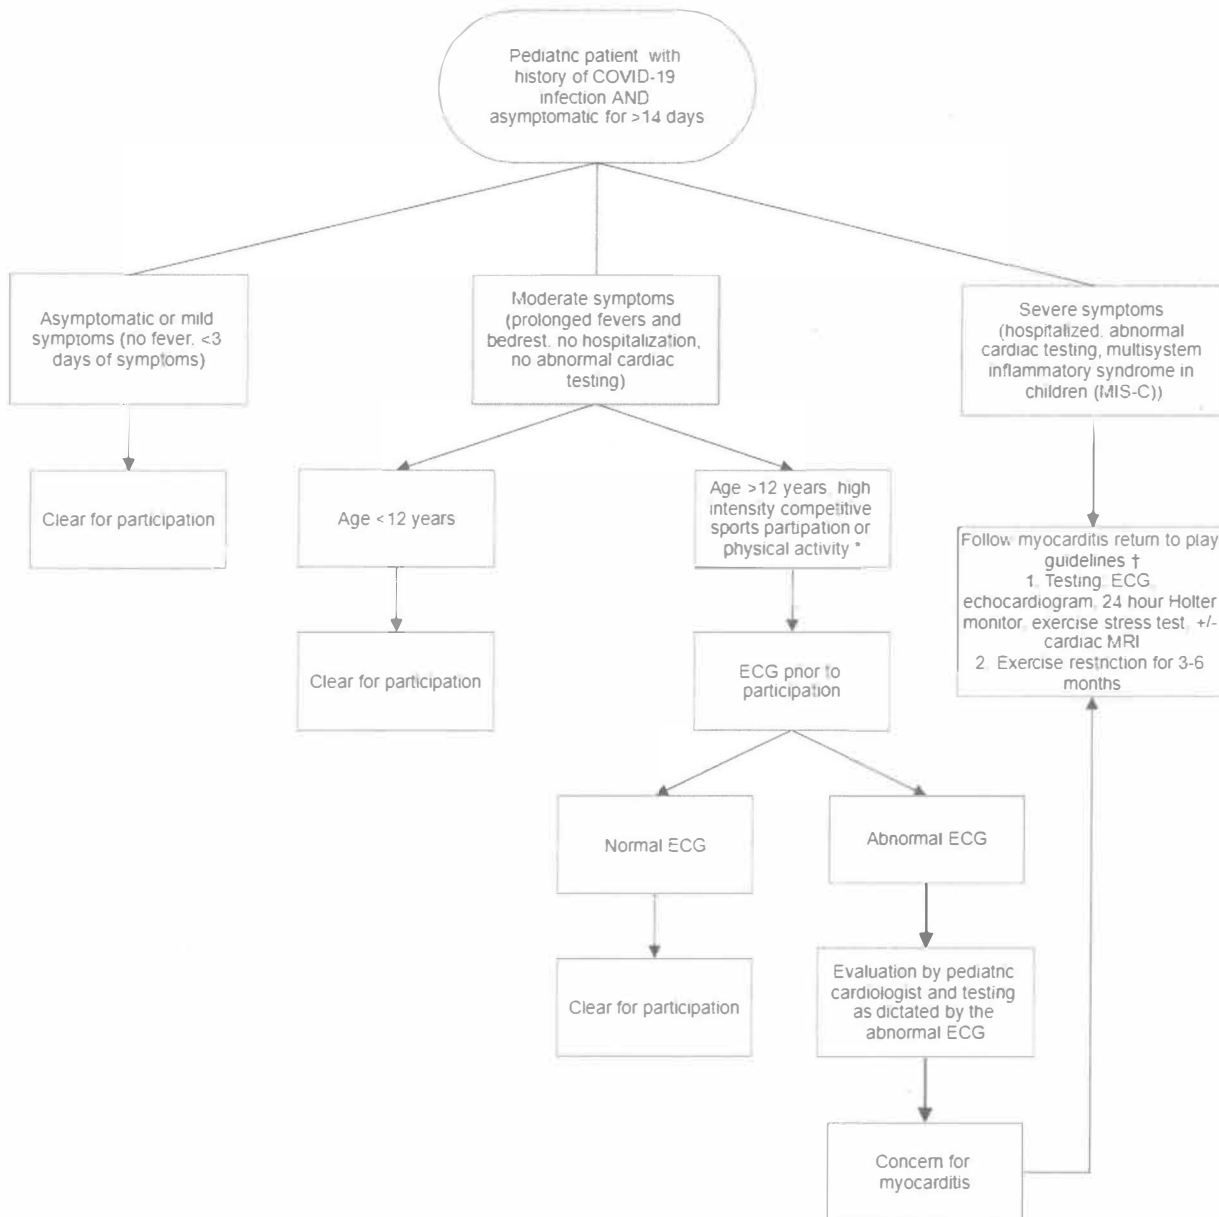 Pediatric patient with
history of COVID-19
infection AND
asymptomatic for >14 days
Asymptomatic or mild
symptoms (no fever, <3
days of symptoms)
Moderate symptoms
(prolonged fevers and
bedrest, no hospitalization,
no abnormal cardiac
testing)
Severe symptoms
(hospitalized, abnormal
cardiac testing, multisystem
inflammatory syndrome in
children (MIS-C))
Clear for participation
Age <12 years
Age >12 years, high
intensity competitive
sports partipation or
physical activity *
Follow myocarditis return to play
guidelines †
1. Testing: ECG,
echocardiogram, 24 hour Holter
monitor, exercise stress test, +/-
cardiac MRI
2. Exercise restriction for 3-6
months
Clear for participation
ECG prior to
participation
Normal ECG
Abnormal ECG
Clear for participation
Evaluation by pediatric
cardiologist and testing
as dictated by the
abnormal ECG
Concern for
myocarditis